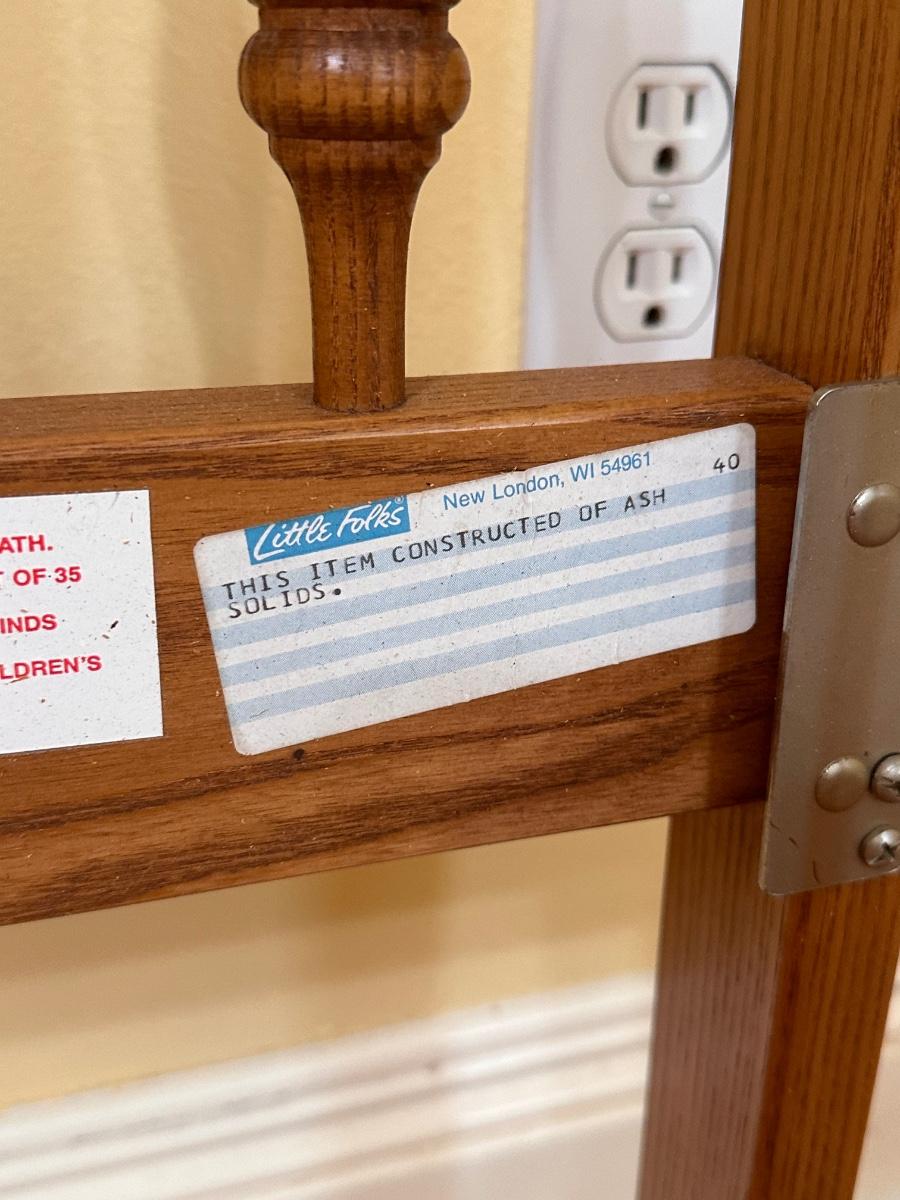 ATH.
T OF 35
INDS
LDREN'S
Little Folks® New London, WI 54961 40
THIS ITEM CONSTRUCTED OF ASH
SOLIDS.